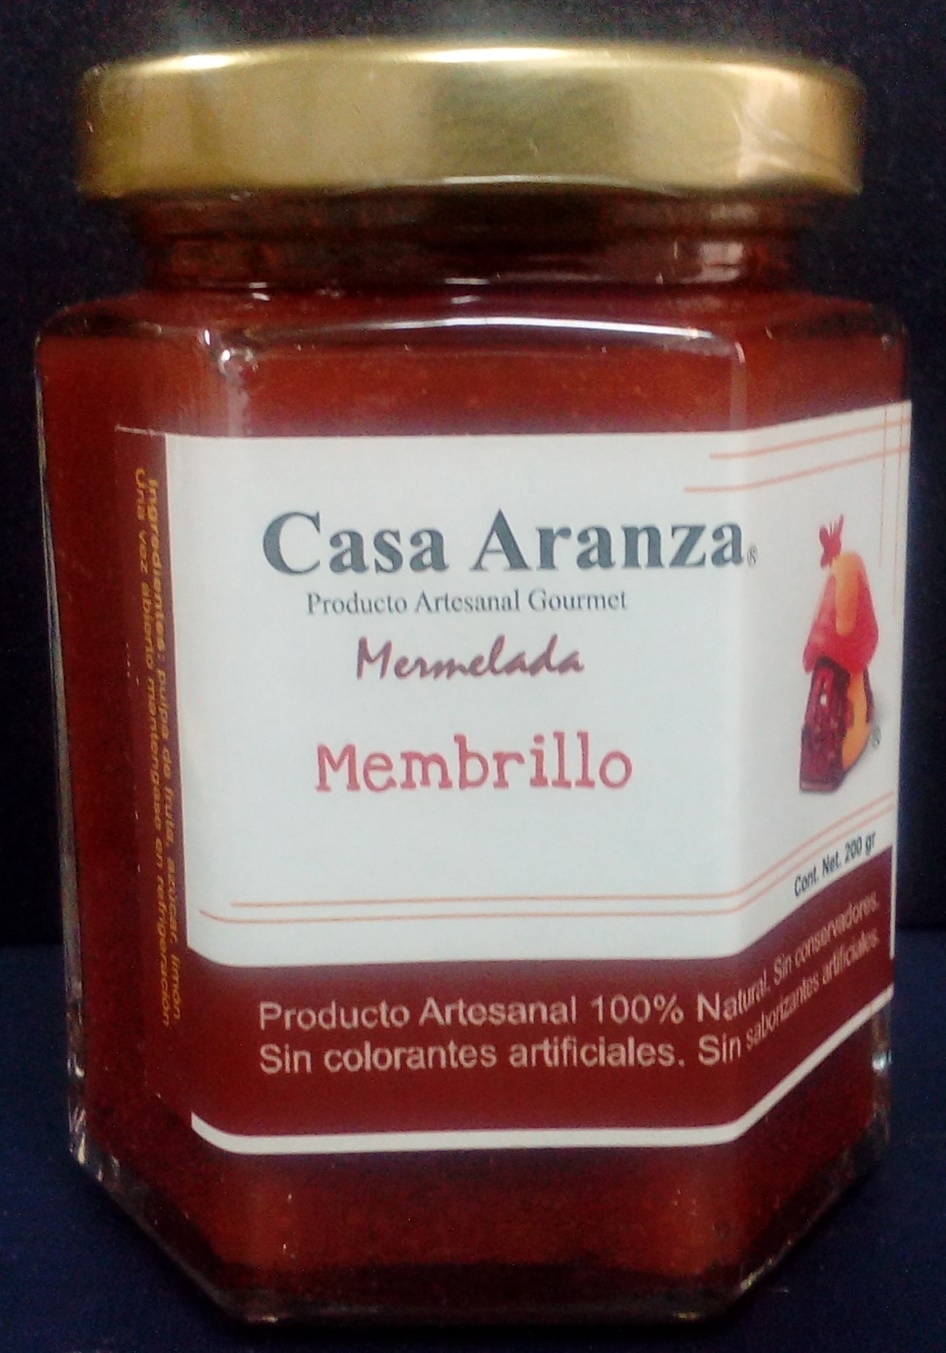 Casa Aranza®
Producto Artesanal Gourmet
Mermelada
Membrillo
®
Cont. Net. 200 gr
Producto Artesanal 100% Natural. Sin conservadores.
Sin colorantes artificiales. Sin saborizantes artificiales.
Ingredientes: pulpa de fruta, azúcar, limón.
Una vez abierto mantengase en refrigeración